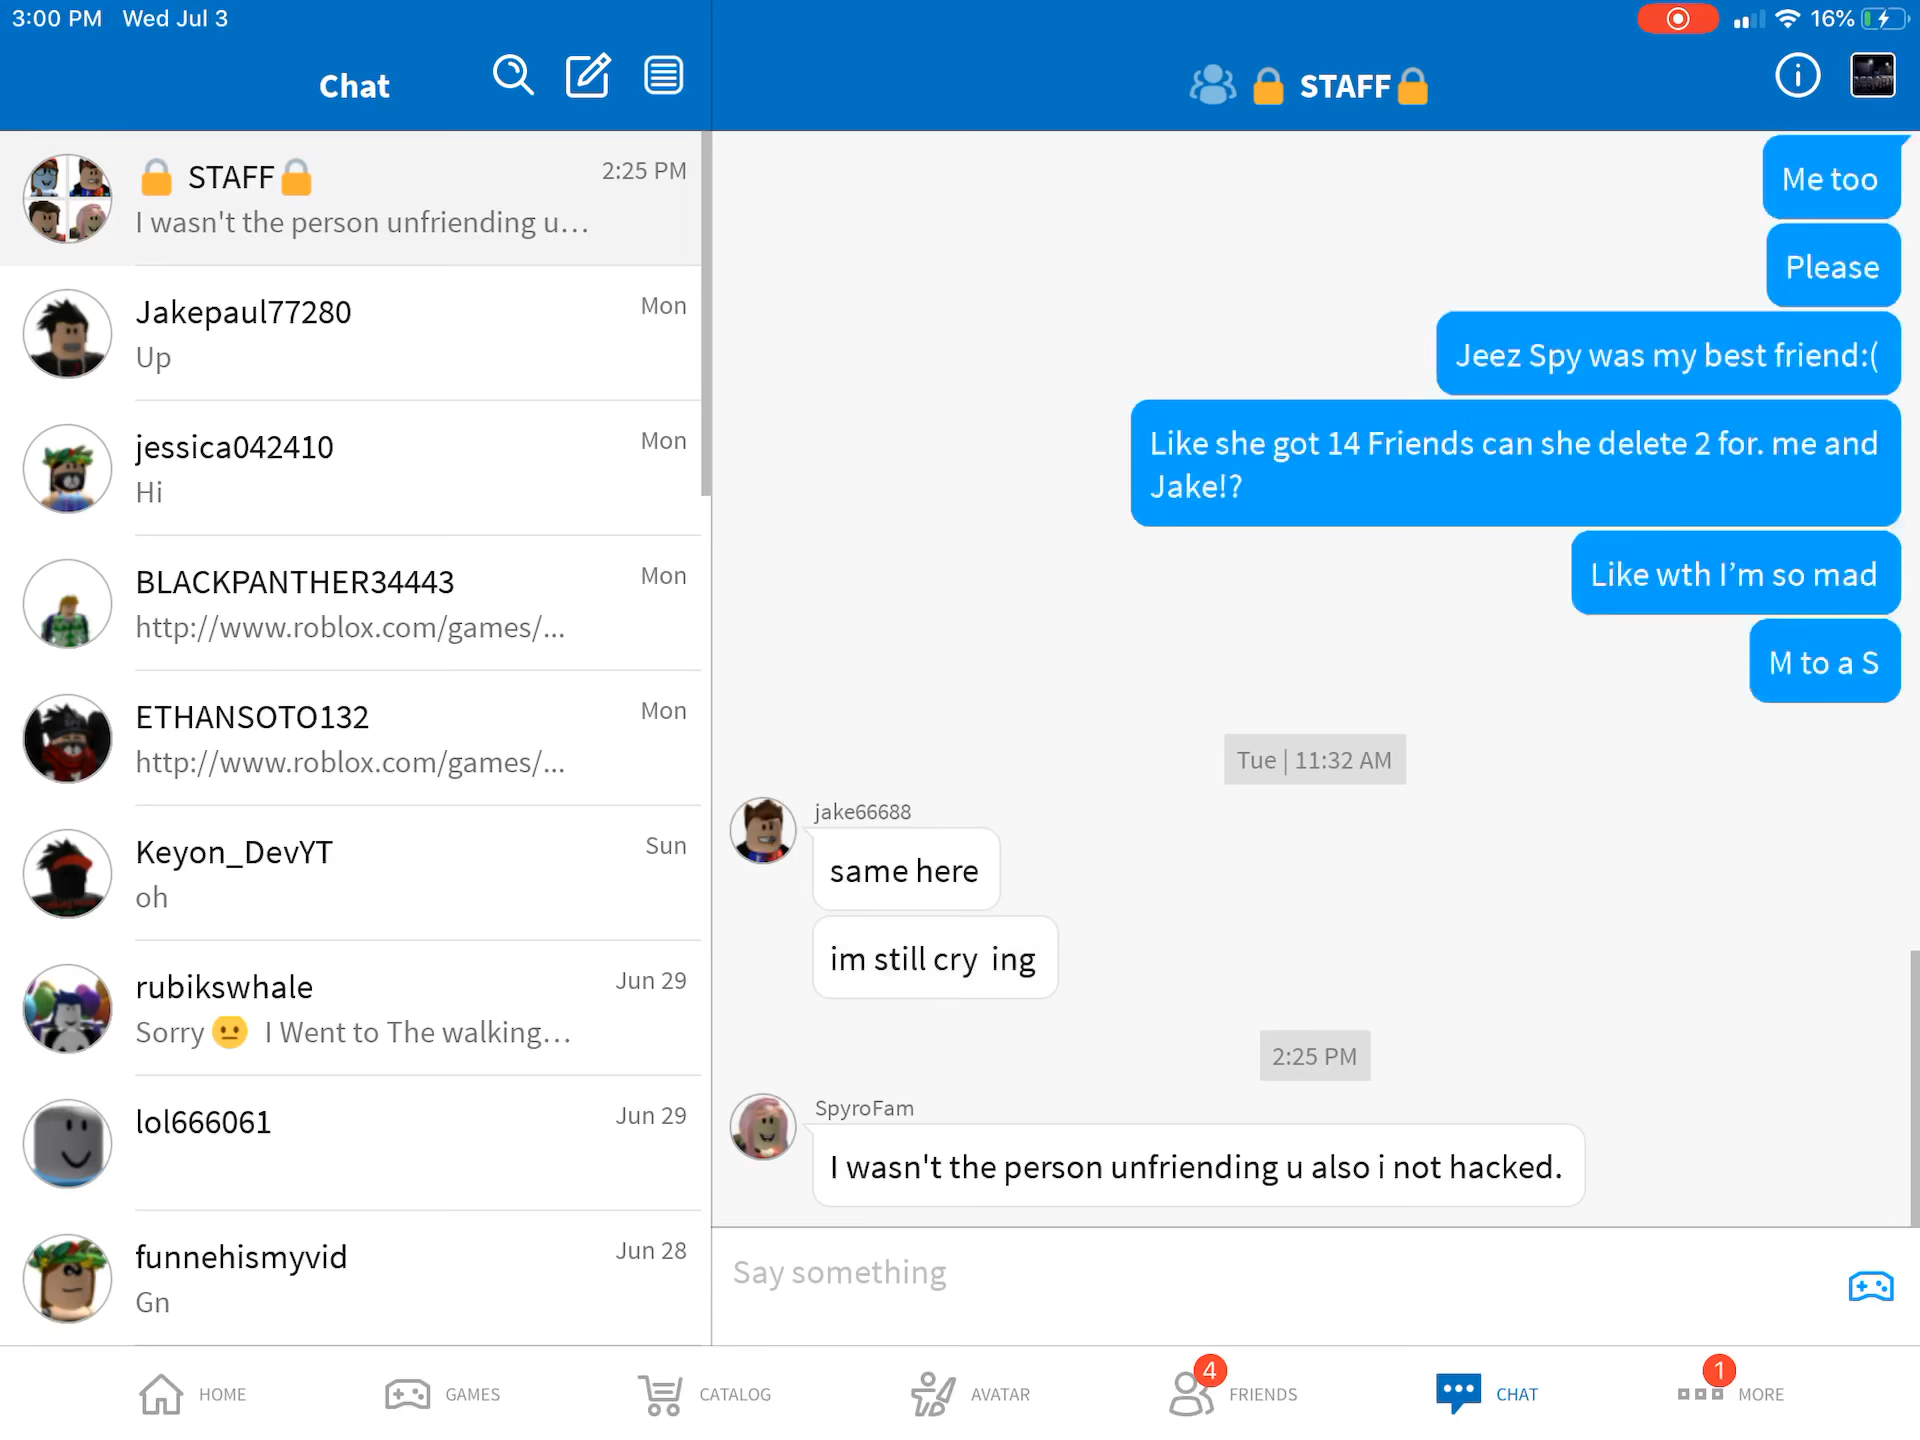 3:00 PM Wed Jul 3
16%
Chat
🔒 STAFF🔒
🔒 STAFF🔒
2:25 PM
I wasn't the person unfriending u…
Jakepaul77280
Mon
Up
jessica042410
Mon
Hi
BLACKPANTHER34443
Mon
http://www.roblox.com/games/...
ETHANSOTO132
Mon
http://www.roblox.com/games/...
Keyon_DevYT
Sun
oh
rubikswhale
Jun 29
Sorry 😐 I Went to The walking…
lol666061
Jun 29
funnehismyvid
Jun 28
Gn
Me too
Please
Jeez Spy was my best friend:(
Like she got 14 Friends can she delete 2 for. me and
Jake!?
Like wth I'm so mad
M to a S
Tue | 11:32 AM
jake66688
same here
im still cry  ing
2:25 PM
SpyroFam
I wasn't the person unfriending u also i not hacked.
Say something
HOME
GAMES
CATALOG
AVATAR
4
FRIENDS
CHAT
1
MORE